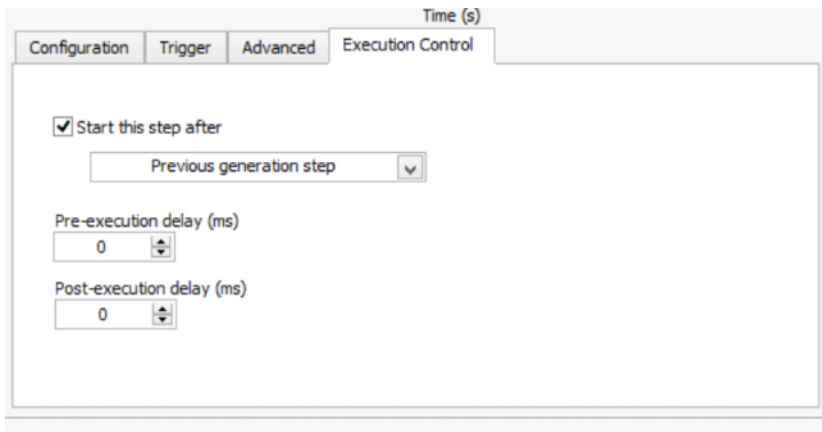 Time (s)
Configuration Trigger Advanced Execution Control
Start this step after
Previous generation step
Pre-execution delay (ms)
0
Post-execution delay (ms)
0